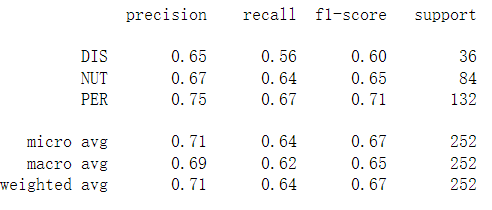 precision recall f1-score support
DIS 0.65 0.56 0.60 36
NUT 0.67 0.64 0.65 84
PER 0.75 0.67 0.71 132
micro avg 0.71 0.64 0.67 252
macro avg 0.69 0.62 0.65 252
weighted avg 0.71 0.64 0.67 252